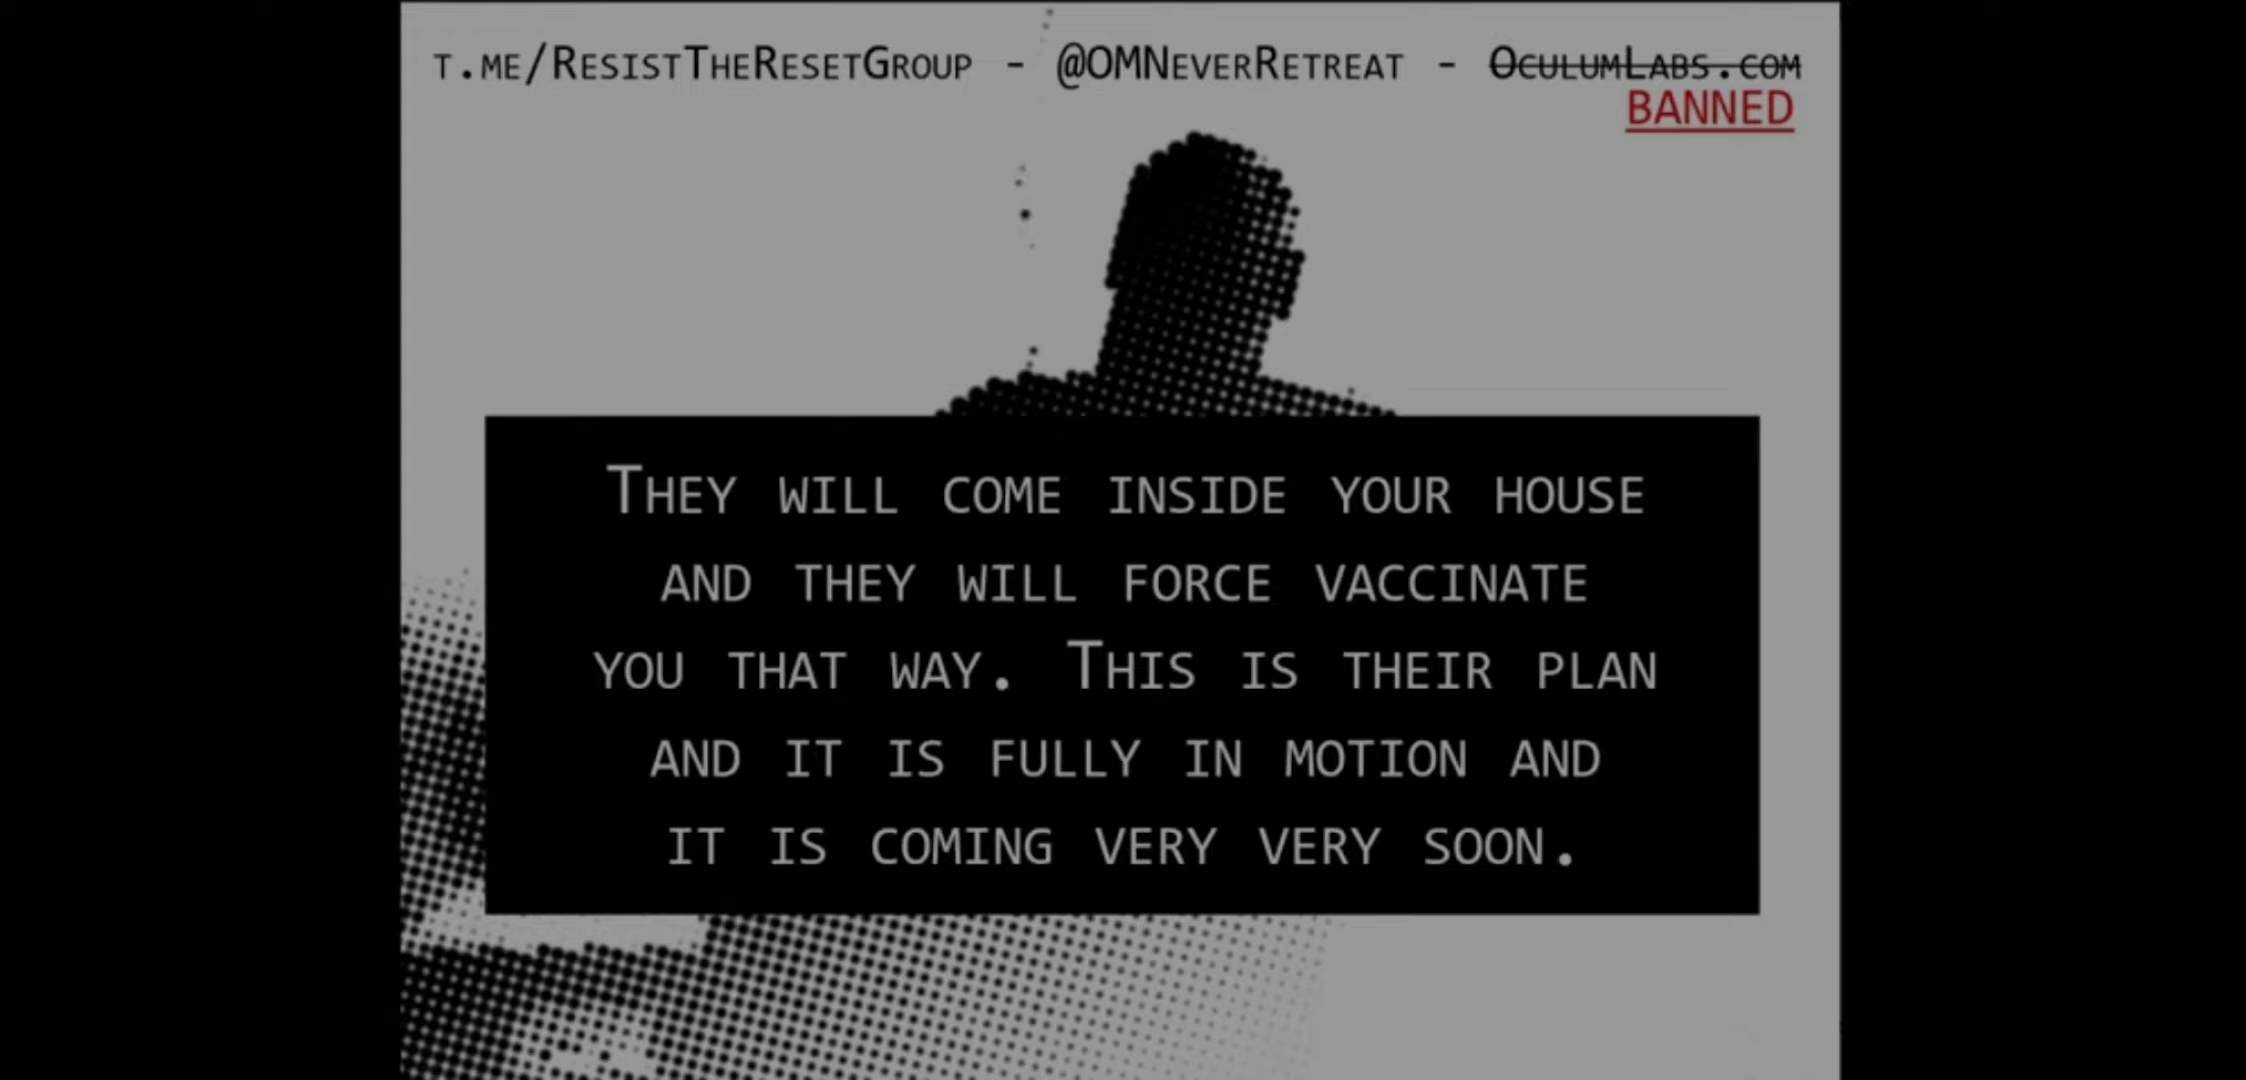 t.me/ResistTheResetGroup - @OMNeverRetreat - OculumLabs.com
BANNED
They will come inside your house
and they will force vaccinate
you that way. This is their plan
and it is fully in motion and
it is coming very very soon.